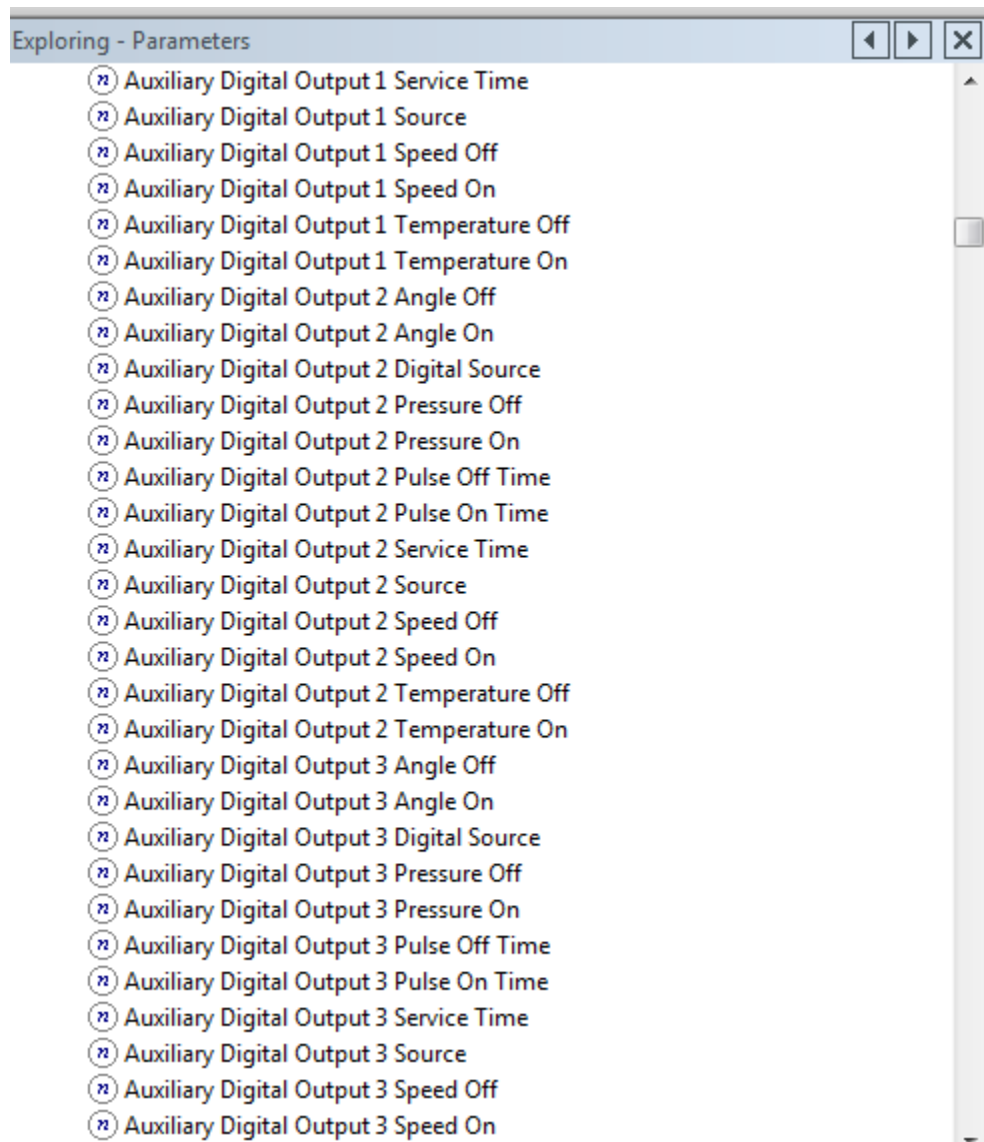 Exploring - Parameters
n Auxiliary Digital Output 1 Service Time
n Auxiliary Digital Output 1 Source
n Auxiliary Digital Output 1 Speed Off
n Auxiliary Digital Output 1 Speed On
n Auxiliary Digital Output 1 Temperature Off
n Auxiliary Digital Output 1 Temperature On
n Auxiliary Digital Output 2 Angle Off
n Auxiliary Digital Output 2 Angle On
n Auxiliary Digital Output 2 Digital Source
n Auxiliary Digital Output 2 Pressure Off
n Auxiliary Digital Output 2 Pressure On
n Auxiliary Digital Output 2 Pulse Off Time
n Auxiliary Digital Output 2 Pulse On Time
n Auxiliary Digital Output 2 Service Time
n Auxiliary Digital Output 2 Source
n Auxiliary Digital Output 2 Speed Off
n Auxiliary Digital Output 2 Speed On
n Auxiliary Digital Output 2 Temperature Off
n Auxiliary Digital Output 2 Temperature On
n Auxiliary Digital Output 3 Angle Off
n Auxiliary Digital Output 3 Angle On
n Auxiliary Digital Output 3 Digital Source
n Auxiliary Digital Output 3 Pressure Off
n Auxiliary Digital Output 3 Pressure On
n Auxiliary Digital Output 3 Pulse Off Time
n Auxiliary Digital Output 3 Pulse On Time
n Auxiliary Digital Output 3 Service Time
n Auxiliary Digital Output 3 Source
n Auxiliary Digital Output 3 Speed Off
n Auxiliary Digital Output 3 Speed On